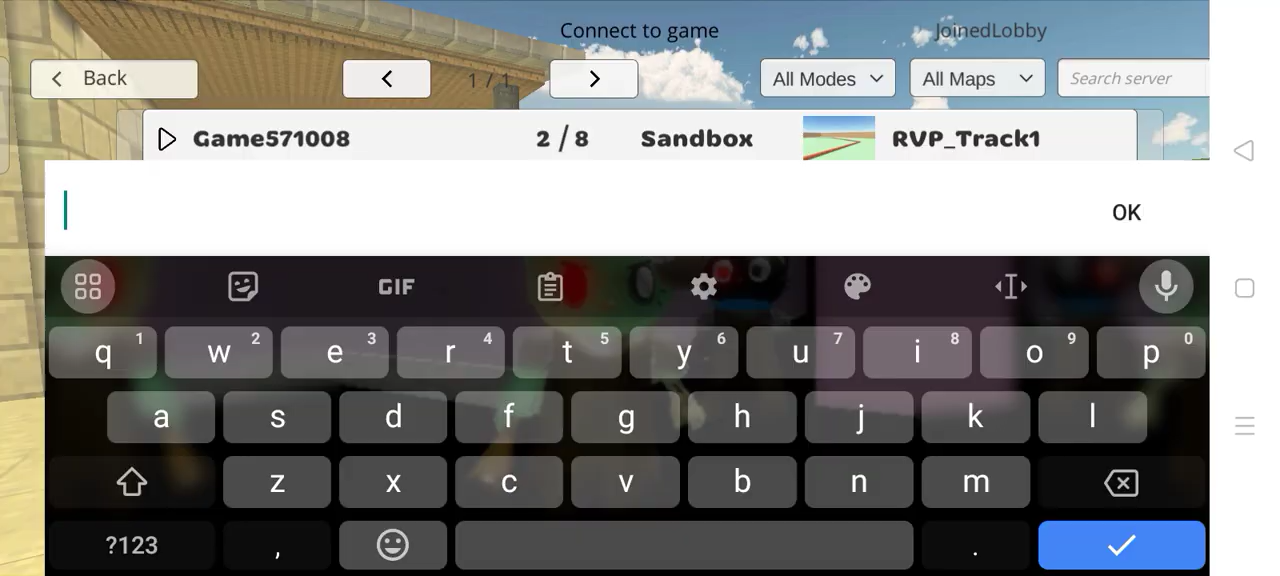 Connect to game
JoinedLobby
Back
1 / 1
All Modes
All Maps
Search server
Game571008 2 / 8 Sandbox RVP_Track1
OK
GIF
q 1 w 2 e 3 r 4 t 5 y 6 u 7 i 8 o 9 p 0
a s d f g h j k l
z x c v b n m
?123 , .